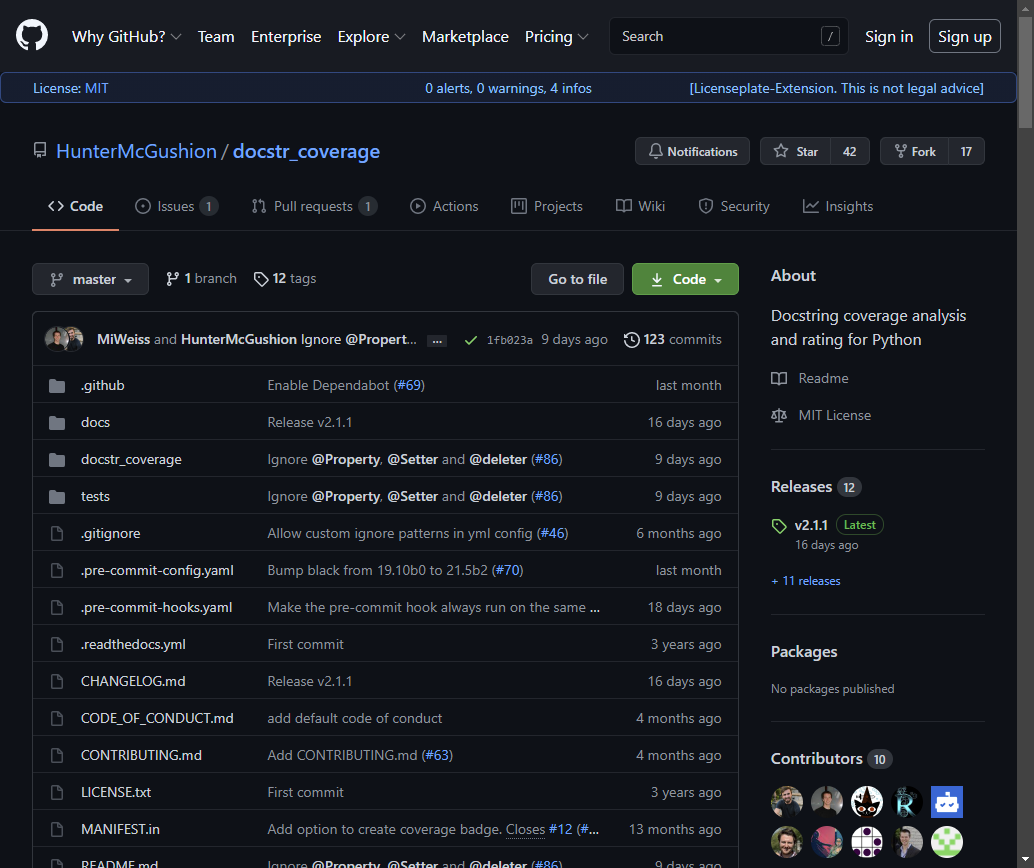 Why GitHub? Team Enterprise Explore Marketplace Pricing Search / Sign in Sign up
License: MIT 0 alerts, 0 warnings, 4 infos [Licenseplate-Extension. This is not legal advice]
HunterMcGushion / docstr_coverage Notifications Star 42 Fork 17
Code Issues 1 Pull requests 1 Actions Projects Wiki Security Insights
master 1 branch 12 tags Go to file Code
MiWeiss and HunterMcGushion Ignore @Propert... ... 1fb023a 9 days ago 123 commits
.github Enable Dependabot (#69) last month
docs Release v2.1.1 16 days ago
docstr_coverage Ignore @Property, @Setter and @deleter (#86) 9 days ago
tests Ignore @Property, @Setter and @deleter (#86) 9 days ago
.gitignore Allow custom ignore patterns in yml config (#46) 6 months ago
.pre-commit-config.yaml Bump black from 19.10b0 to 21.5b2 (#70) last month
.pre-commit-hooks.yaml Make the pre-commit hook always run on the same ... 18 days ago
.readthedocs.yml First commit 3 years ago
CHANGELOG.md Release v2.1.1 16 days ago
CODE_OF_CONDUCT.md add default code of conduct 4 months ago
CONTRIBUTING.md Add CONTRIBUTING.md (#63) 4 months ago
LICENSE.txt First commit 3 years ago
MANIFEST.in Add option to create coverage badge. Closes #12 (#... 13 months ago
README.md Ignore @Property, @Setter and @deleter (#86) 9 days ago
About
Docstring coverage analysis
and rating for Python
Readme
MIT License
Releases 12
v2.1.1 Latest
16 days ago
+ 11 releases
Packages
No packages published
Contributors 10
R